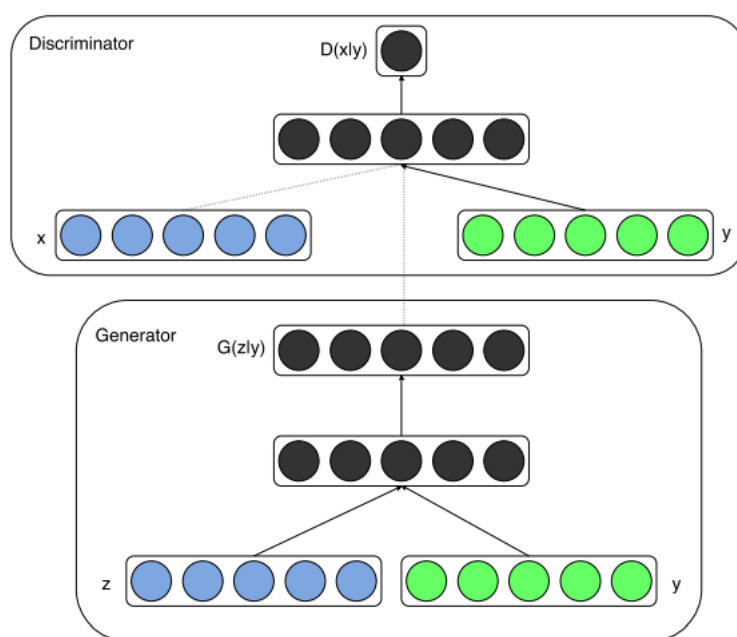 Discriminator
D(x|y)
x
y
Generator
G(z|y)
z
y